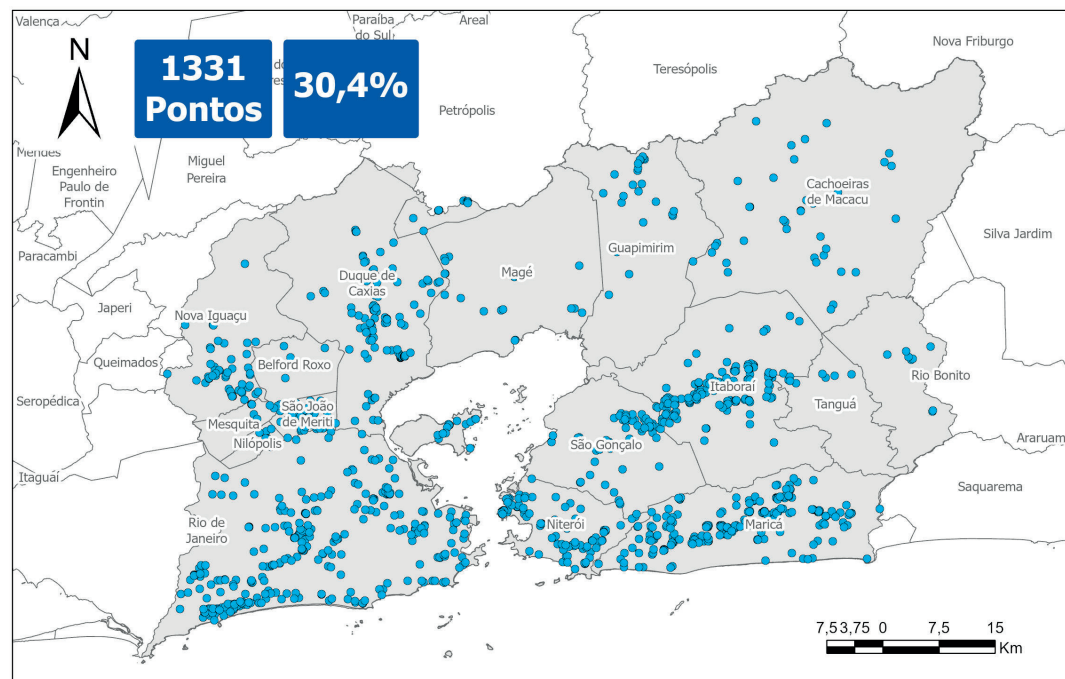 Valença
Paraíba
do Sul
Areal
Nova Friburgo
N
1331
Pontos
30,4%
Teresópolis
Petrópolis
Mendes
Engenheiro
Paulo de
Frontin
Miguel
Pereira
Cachoeiras
de Macacu
Silva Jardim
Guapimirim
Paracambi
Magé
Duque de
Caxias
Japeri
Nova Iguaçu
Queimados
Belford Roxo
Rio Bonito
Itaboraí
Seropédica
São João
de Meriti
Tanguá
Mesquita
Nilópolis
São Gonçalo
Araruama
Itaguaí
Saquarema
Rio de
Janeiro
Niterói
Maricá
7,5 3,75 0 7,5 15
Km